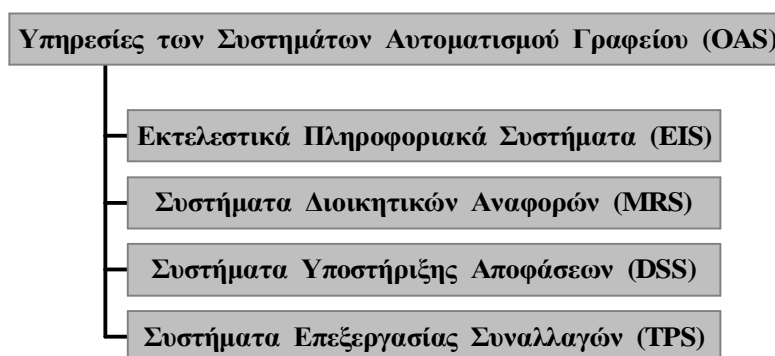 Υπηρεσίες των Συστημάτων Αυτοματισμού Γραφείου (OAS)
Εκτελεστικά Πληροφοριακά Συστήματα (EIS)
Συστήματα Διοικητικών Αναφορών (MRS)
Συστήματα Υποστήριξης Αποφάσεων (DSS)
Συστήματα Επεξεργασίας Συναλλαγών (TPS)